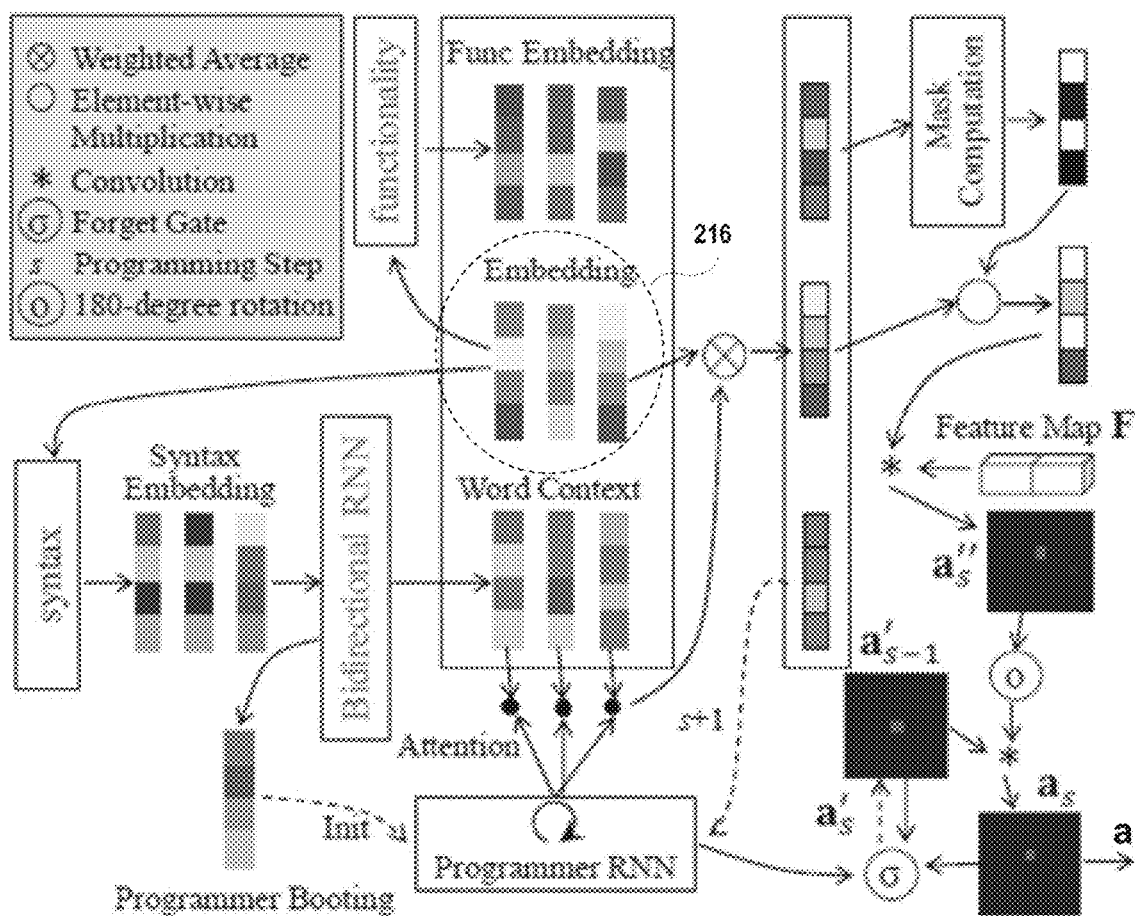 Weighted Average
Element-wise
Multiplication
* Convolution
σ Forget Gate
s Programming Step
o 180-degree rotation
functionality
Func Embedding
Mask
Computation
216
Embedding
Feature Map F
syntax
Syntax
Embedding
Bidirectional RNN
Word Context
*
a''s
a's−1
o
s+1
Attention
*
as
a's
a
Init
Programmer RNN
σ
Programmer Booting